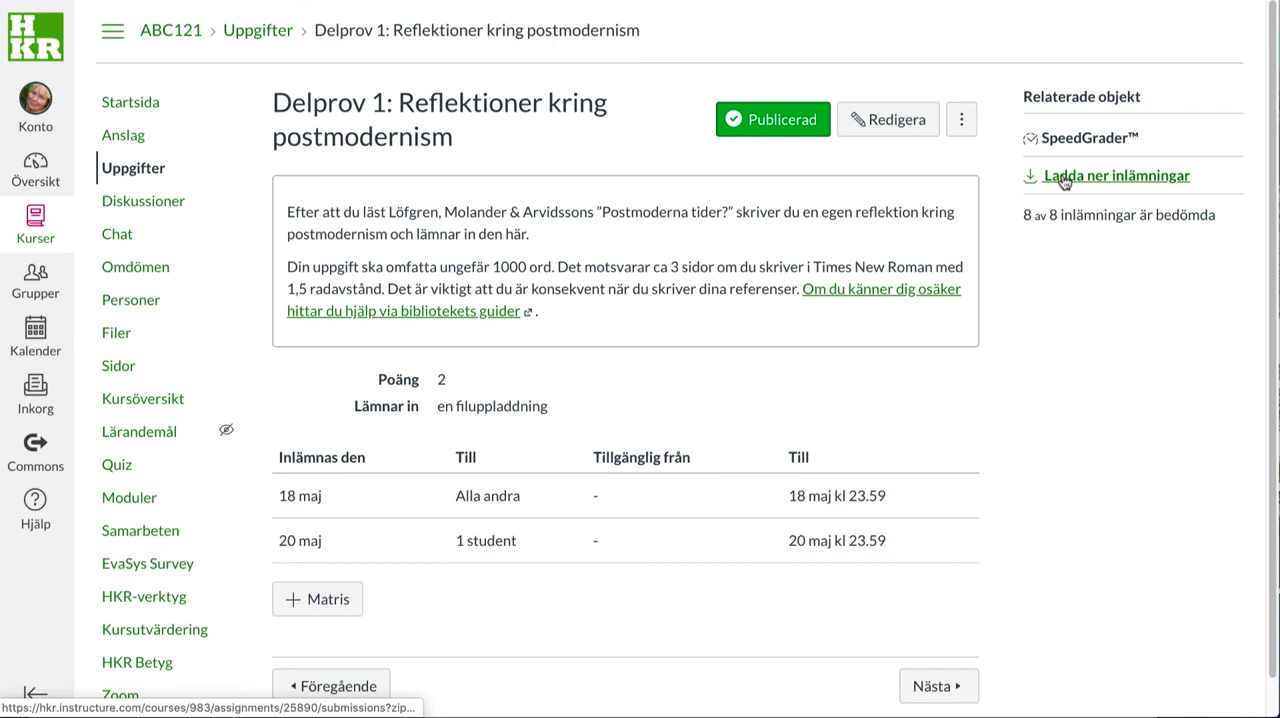 HKR
ABC121 › Uppgifter › Delprov 1: Reflektioner kring postmodernism
Konto
Översikt
Kurser
Grupper
Kalender
Inkorg
Commons
Hjälp
Startsida
Anslag
Uppgifter
Diskussioner
Chat
Omdömen
Personer
Filer
Sidor
Kursöversikt
Lärandemål
Quiz
Moduler
Samarbeten
EvaSys Survey
HKR-verktyg
Kursutvärdering
HKR Betyg
Zoom
Delprov 1: Reflektioner kring
postmodernism
Publicerad
Redigera
Efter att du läst Löfgren, Molander & Arvidssons ”Postmoderna tider?” skriver du en egen reflektion kring
postmodernism och lämnar in den här.
Din uppgift ska omfatta ungefär 1000 ord. Det motsvarar ca 3 sidor om du skriver i Times New Roman med
1,5 radavstånd. Det är viktigt att du är konsekvent när du skriver dina referenser. Om du känner dig osäker
hittar du hjälp via bibliotekets guider .
Poäng 2
Lämnar in en filuppladdning
Inlämnas den Till Tillgänglig från Till
18 maj Alla andra - 18 maj kl 23.59
20 maj 1 student - 20 maj kl 23.59
+ Matris
Föregående
Nästa
Relaterade objekt
SpeedGrader™
Ladda ner inlämningar
8 av 8 inlämningar är bedömda
https://hkr.instructure.com/courses/983/assignments/25890/submissions?zip...